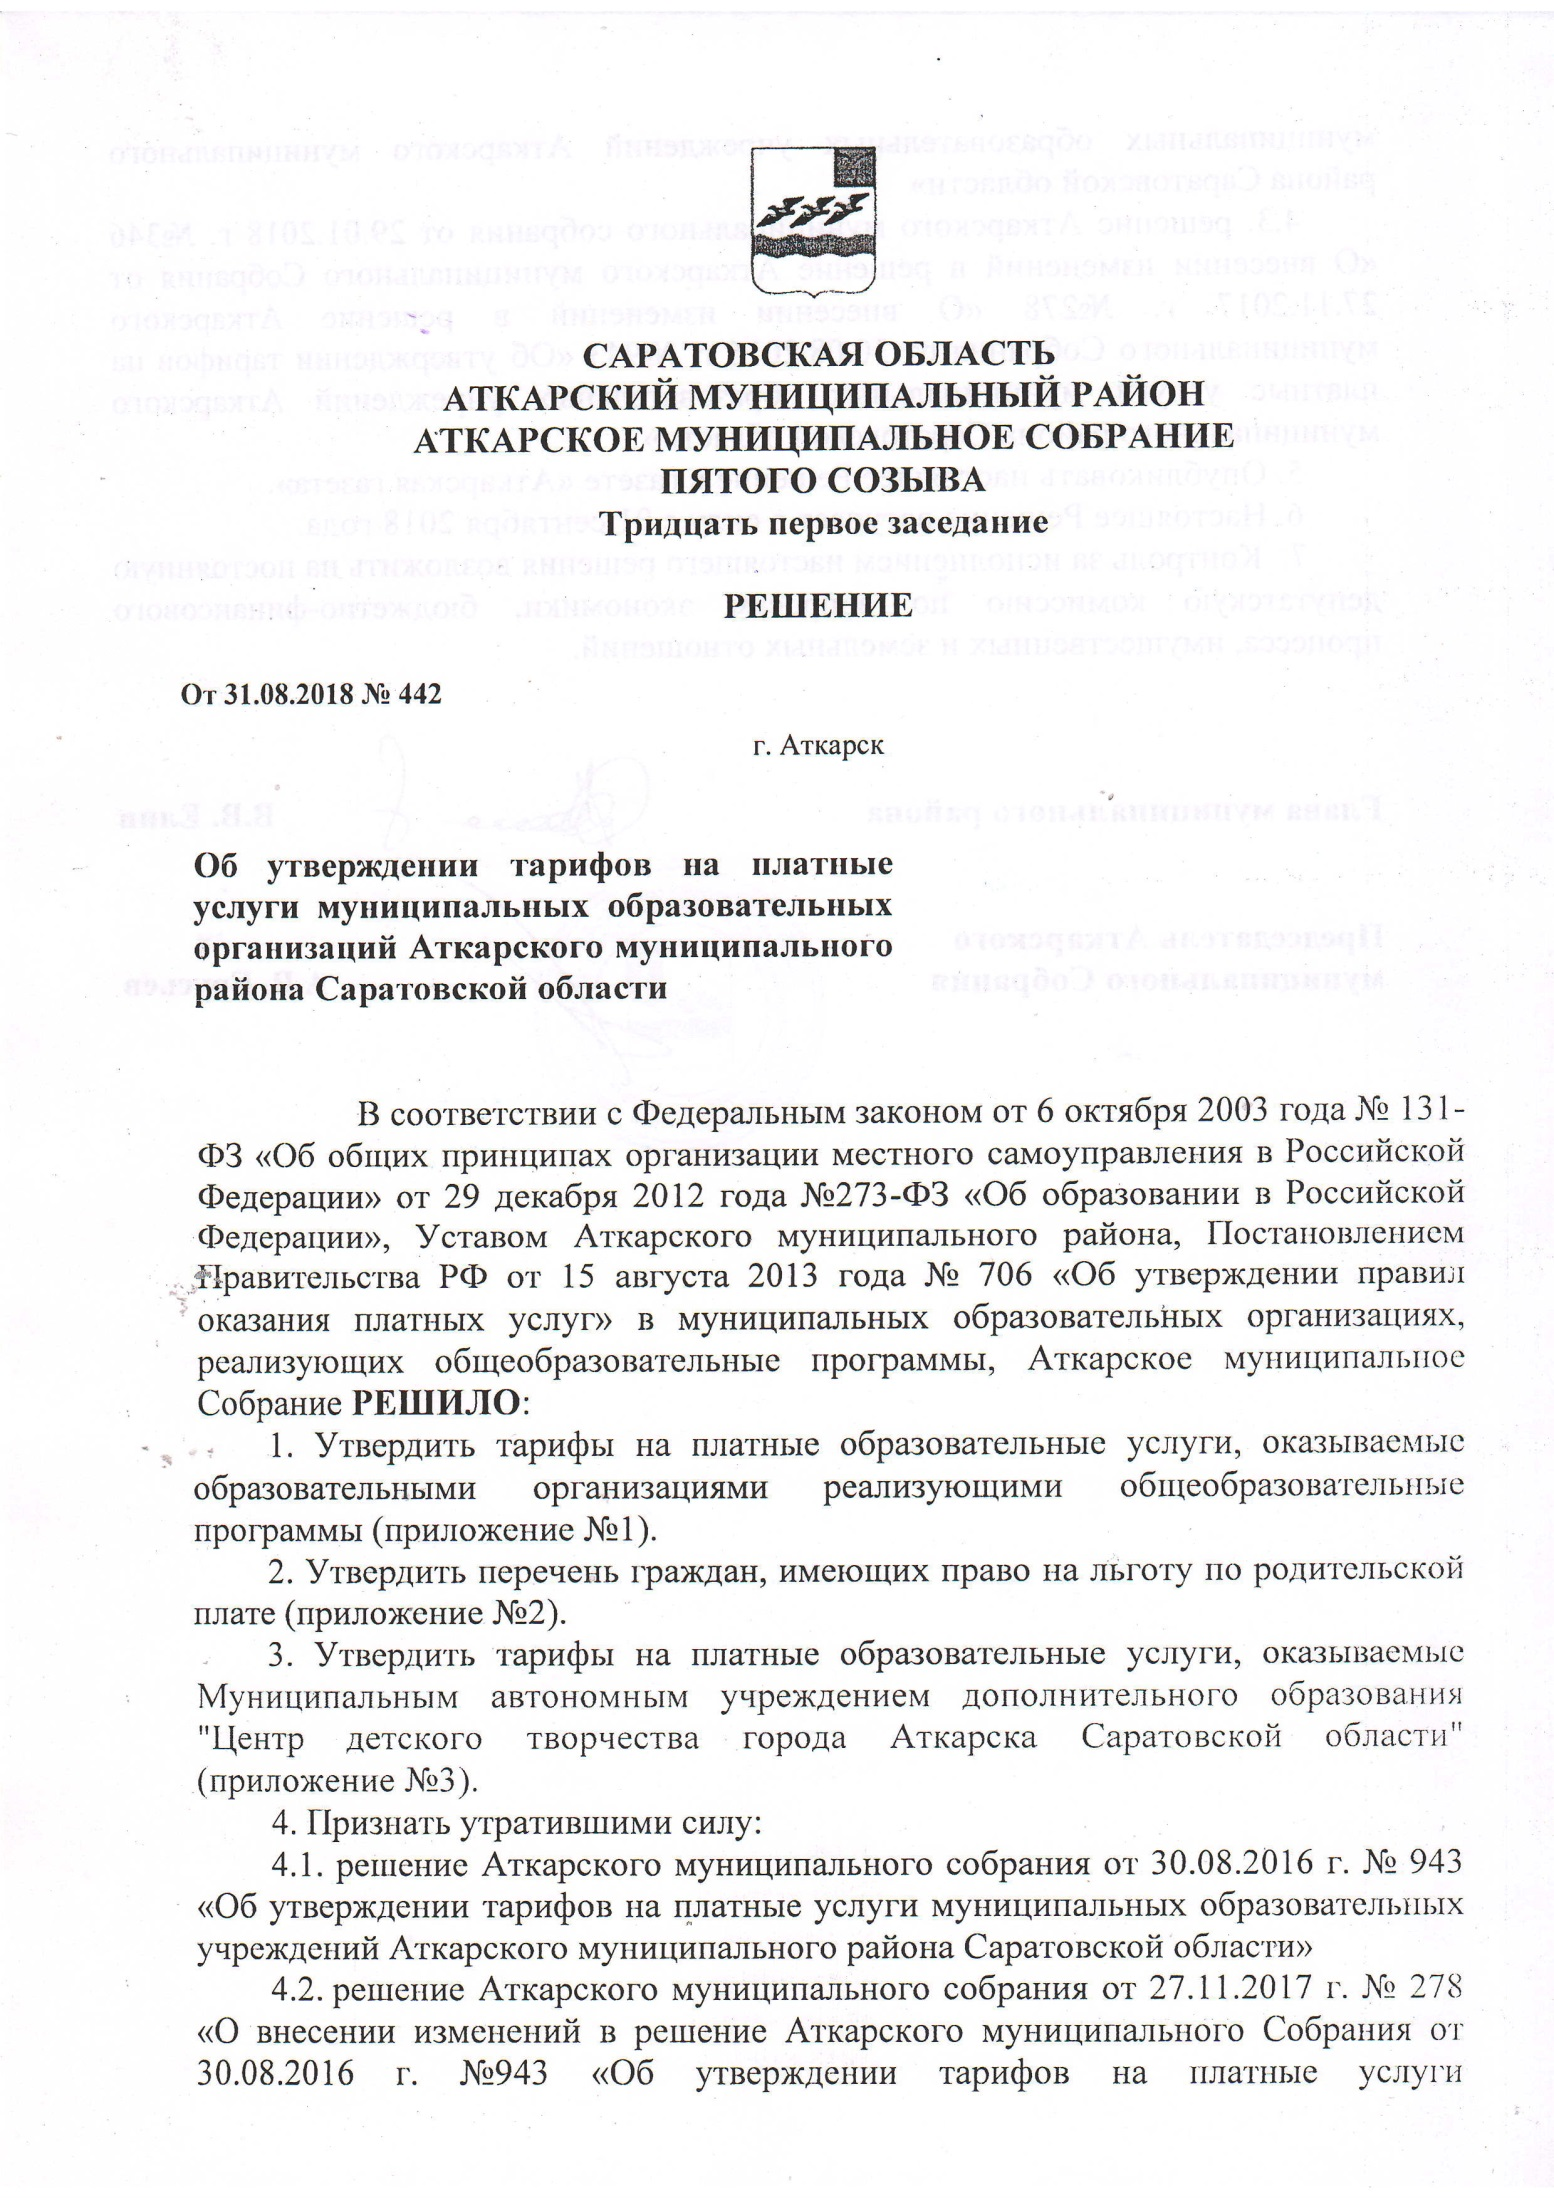 САРАТОВСКАЯ ОБЛАСТЬ
АТКАРСКИЙ МУНИЦИПАЛЬНЫЙ РАЙОН
АТКАРСКОЕ МУНИЦИПАЛЬНОЕ СОБРАНИЕ
ПЯТОГО СОЗЫВА
Тридцать первое заседание
РЕШЕНИЕ
От 31.08.2018 № 442
г. Аткарск
Об утверждении тарифов на платные
услуги муниципальных образовательных
организаций Аткарского муниципального
района Саратовской области
В соответствии с Федеральным законом от 6 октября 2003 года № 131-
ФЗ «Об общих принципах организации местного самоуправления в Российской
Федерации» от 29 декабря 2012 года №273-ФЗ «Об образовании в Российской
Федерации», Уставом Аткарского муниципального района, Постановлением
Правительства РФ от 15 августа 2013 года № 706 «Об утверждении правил
оказания платных услуг» в муниципальных образовательных организациях,
реализующих общеобразовательные программы, Аткарское муниципальное
Собрание РЕШИЛО:
1. Утвердить тарифы на платные образовательные услуги, оказываемые
образовательными организациями реализующими общеобразовательные
программы (приложение №1).
2. Утвердить перечень граждан, имеющих право на льготу по родительской
плате (приложение №2).
3. Утвердить тарифы на платные образовательные услуги, оказываемые
Муниципальным автономным учреждением дополнительного образования
"Центр детского творчества города Аткарска Саратовской области"
(приложение №3).
4. Признать утратившими силу:
4.1. решение Аткарского муниципального собрания от 30.08.2016 г. № 943
«Об утверждении тарифов на платные услуги муниципальных образовательных
учреждений Аткарского муниципального района Саратовской области»
4.2. решение Аткарского муниципального собрания от 27.11.2017 г. № 278
«О внесении изменений в решение Аткарского муниципального Собрания от
30.08.2016 г. №943 «Об утверждении тарифов на платные услуги